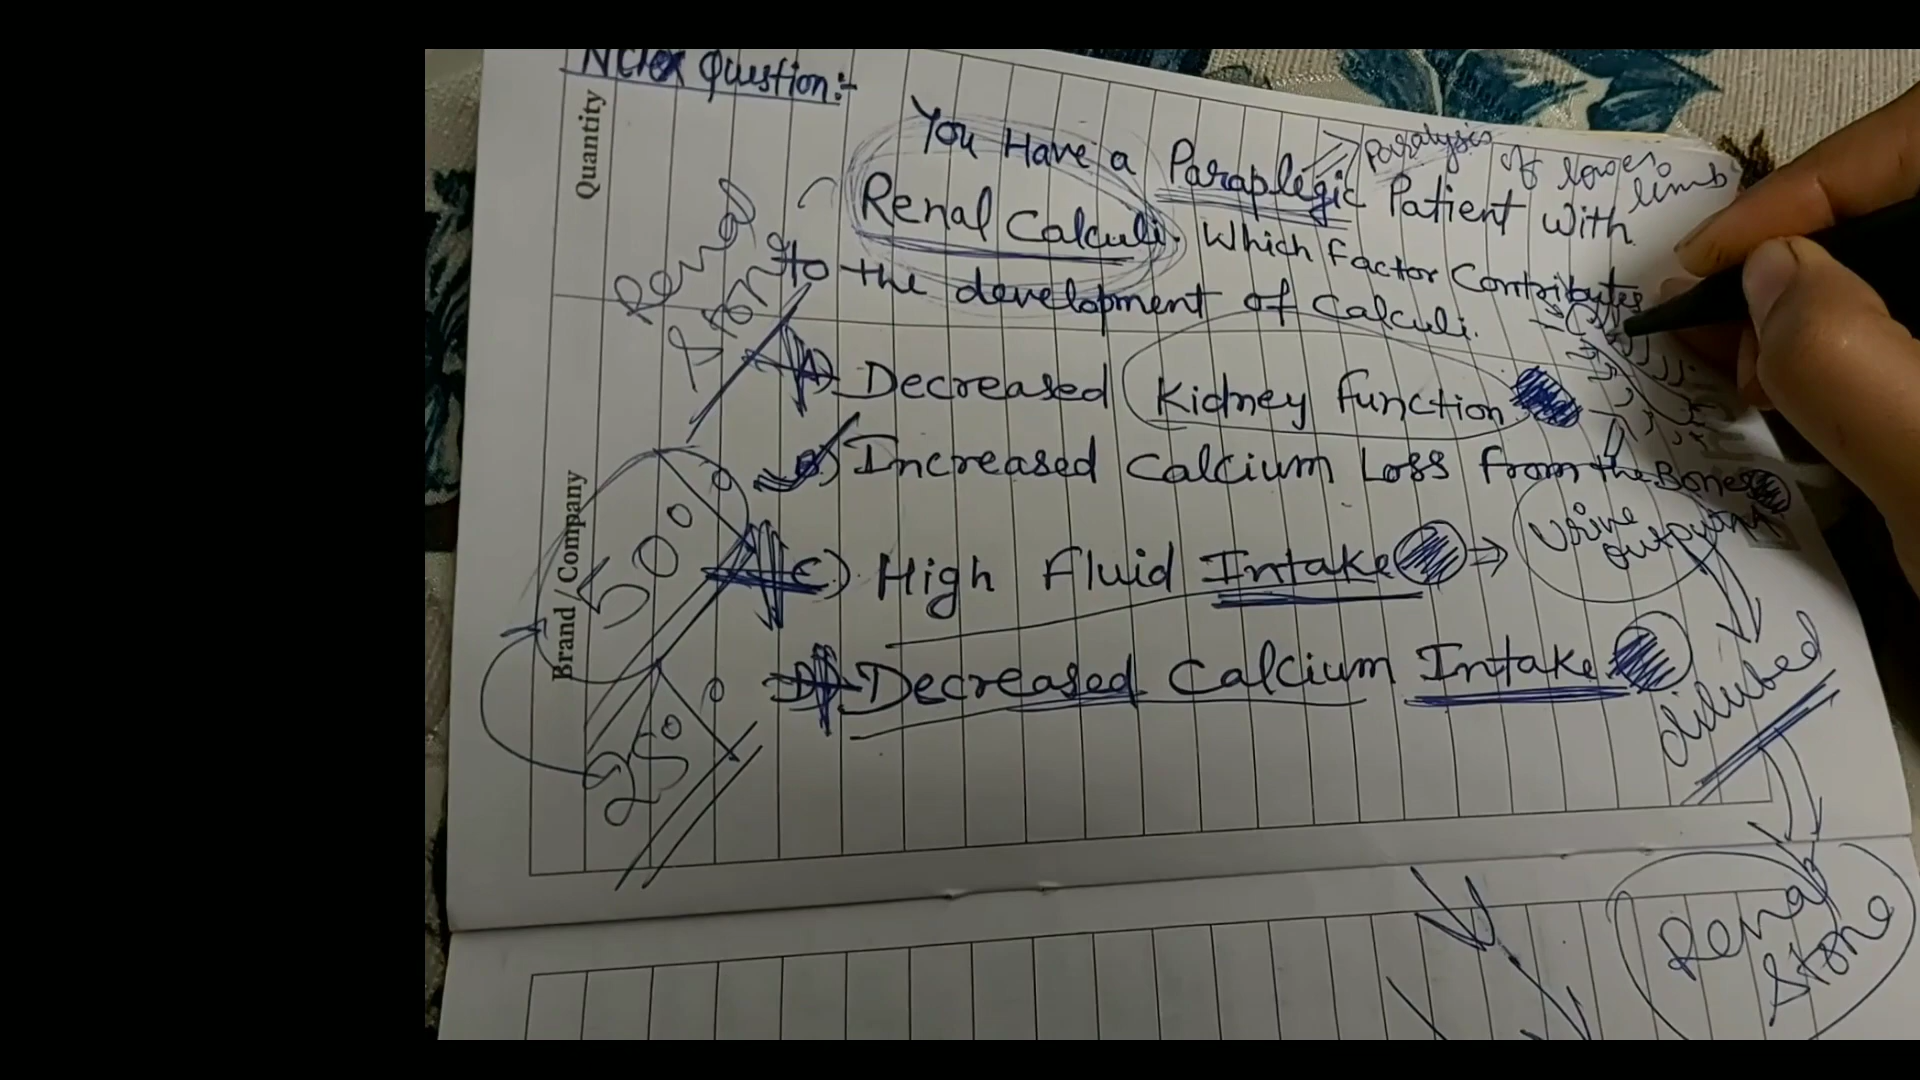 NCLEX Question:-
Quantity
You Have a Paraplegic Patient With
Paralysis of lower limb
Renal Calculi. Which Factor Contributes
to the development of Calculi.
Renal Stone
A) Decreased Kidney function
B) Increased Calcium Loss from the Bones
C) High Fluid Intake ⇒ Urine output
D) Decreased Calcium Intake
diluted
Brand / Company
500
250
Renal Stone